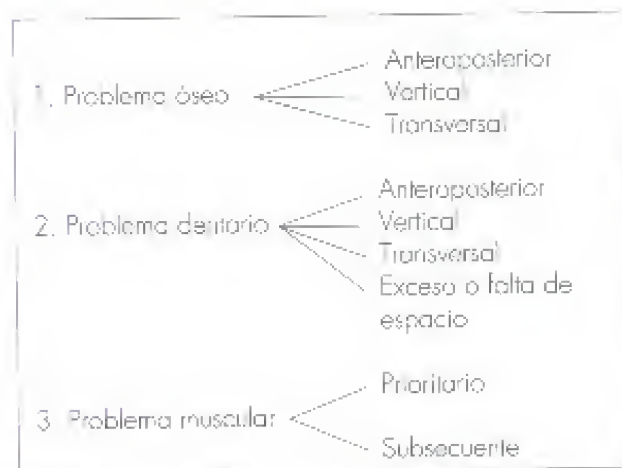 Anteroposterior
1. Problema óseo
Vertical
Transversal
Anteroposterior
2. Problema dentario
Vertical
Transversal
Exceso o falta de
espacio
Prioritario
3. Problema muscular
Subsecuente